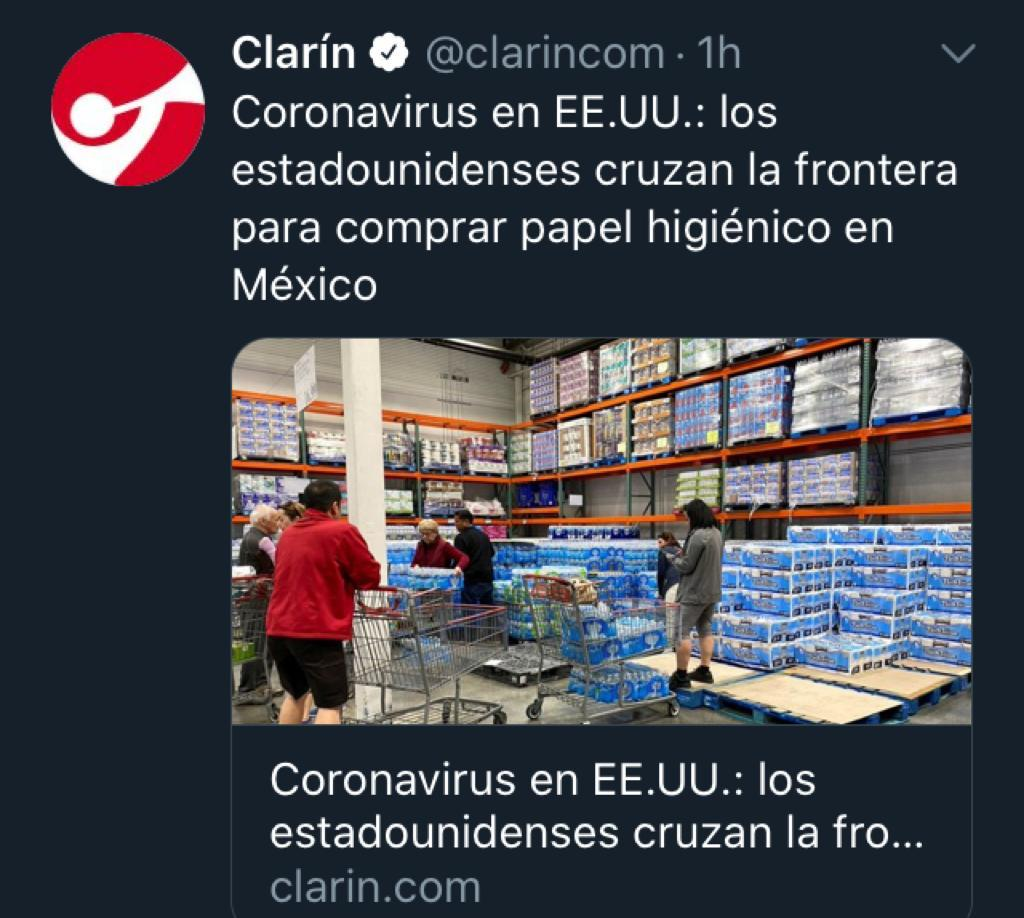 Clarín @clarincom · 1h
Coronavirus en EE.UU.: los
estadounidenses cruzan la frontera
para comprar papel higiénico en
México
Coronavirus en EE.UU.: los
estadounidenses cruzan la fro...
clarin.com